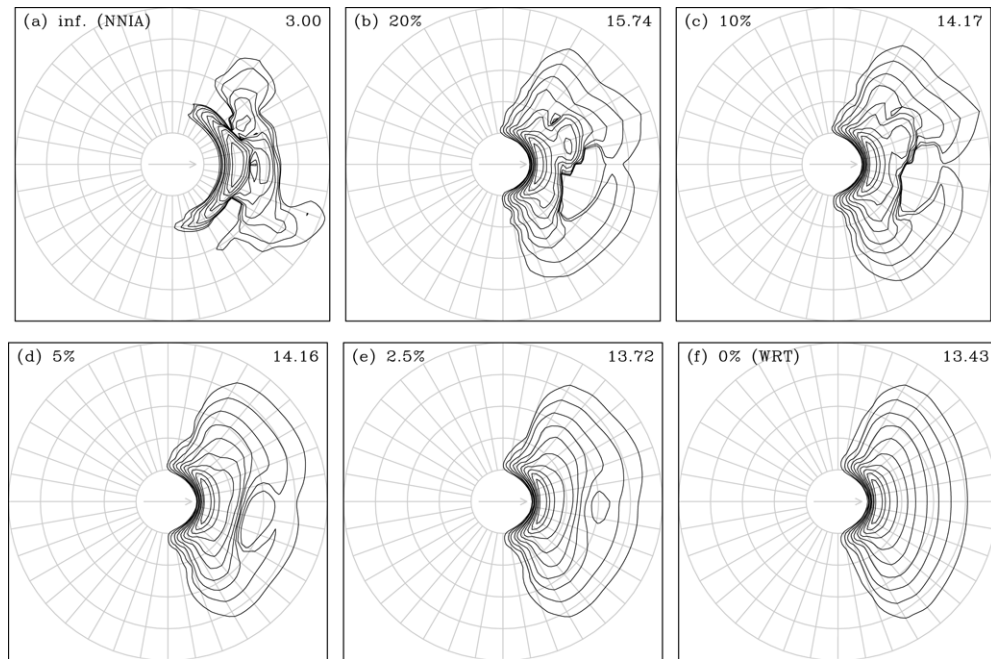 (a) inf. (NNIA) 3.00
(b) 20% 15.74
(c) 10% 14.17
(d) 5% 14.16
(e) 2.5% 13.72
(f) 0% (WRT) 13.43